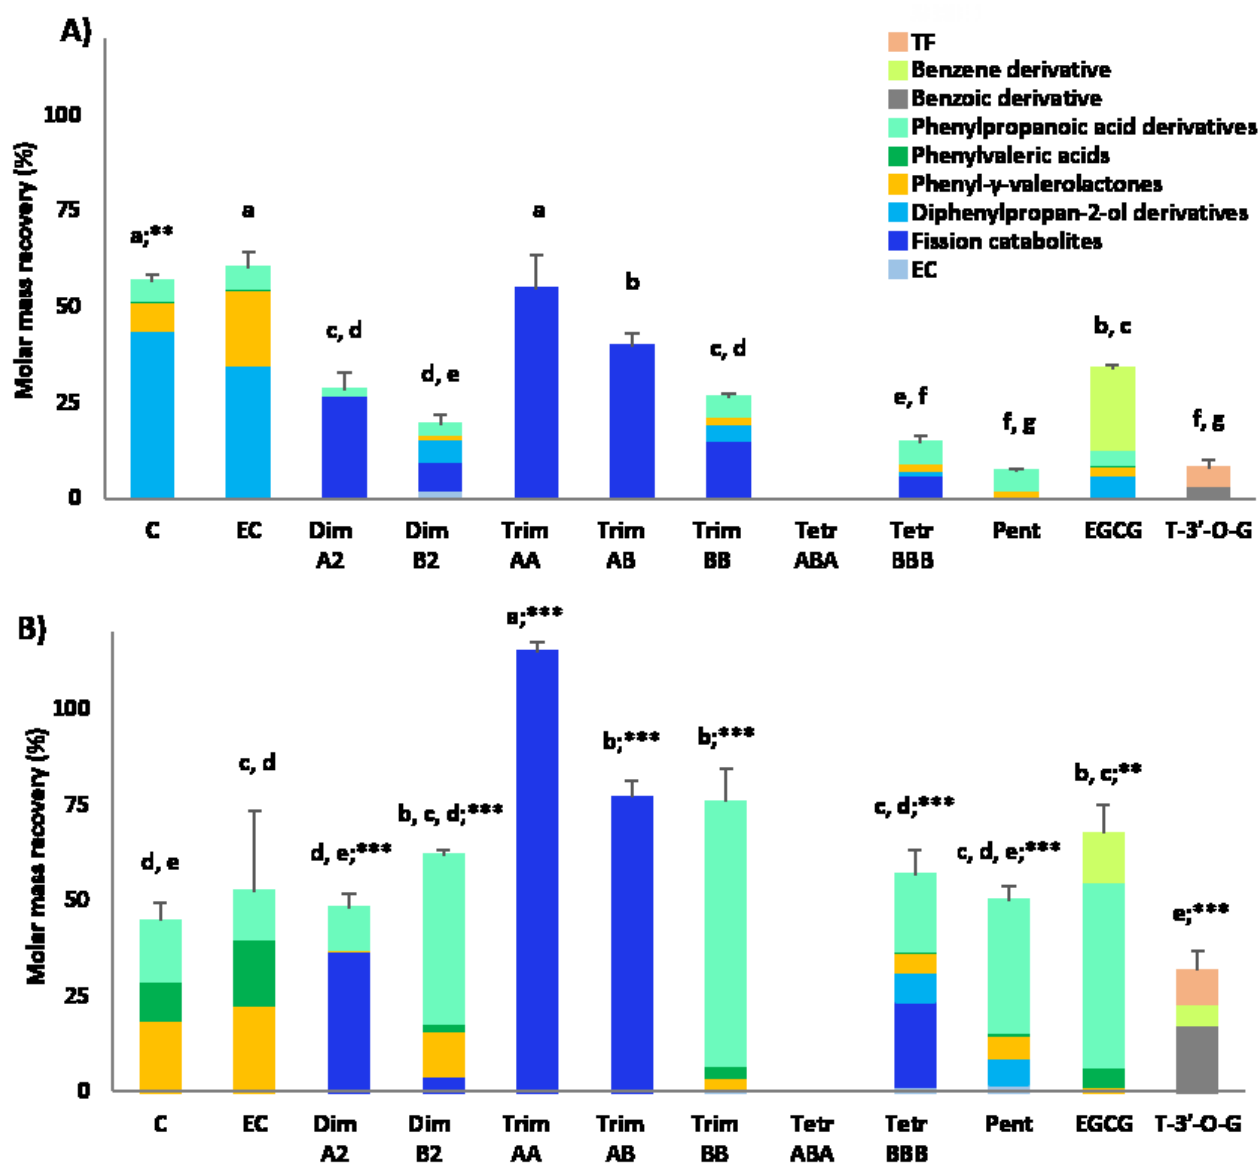 A)
TF
Benzene derivative
Benzoic derivative
Phenylpropanoic acid derivatives
Phenylvaleric acids
Phenyl-γ-valerolactones
Diphenylpropan-2-ol derivatives
Fission catabolites
EC
Molar mass recovery (%)
100
75
50
25
0
a;**
a
c, d
d, e
a
b
c, d
e, f
f, g
b, c
f, g
C EC Dim Dim Trim Trim Trim Tetr Tetr Pent EGCG T-3'-O-G
A2 B2 AA AB BB ABA BBB
B)
Molar mass recovery (%)
100
75
50
25
0
d, e
c, d
d, e;***
b, c, d;***
a;***
b;***
b;***
c, d;***
c, d, e;***
b, c;**
e;***
C EC Dim Dim Trim Trim Trim Tetr Tetr Pent EGCG T-3'-O-G
A2 B2 AA AB BB ABA BBB